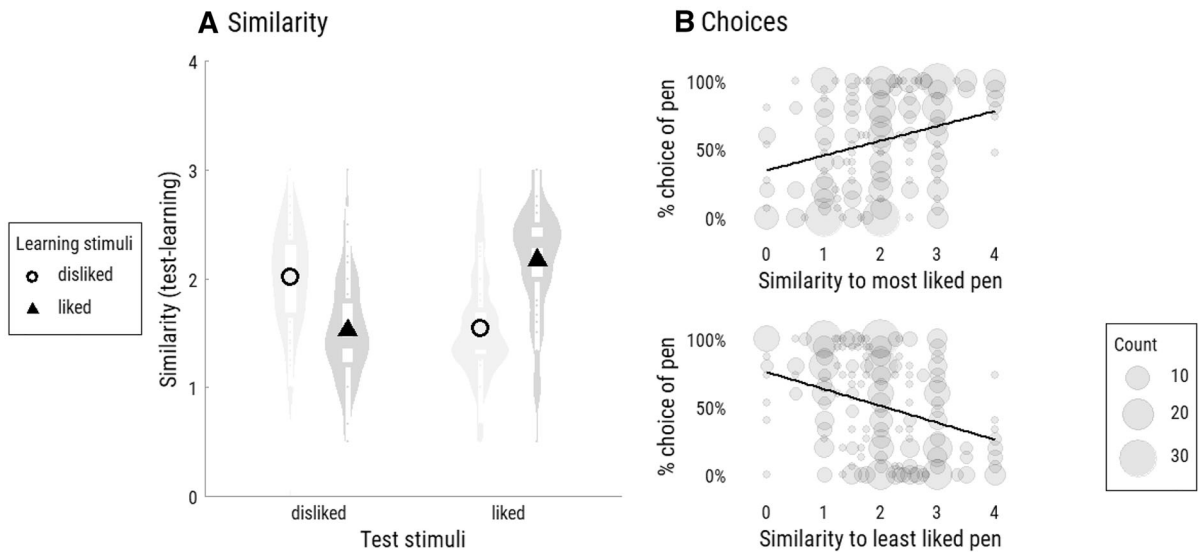 A Similarity
4
3
2
1
0
Similarity (test-learning)
disliked
liked
Test stimuli
Learning stimuli
disliked
liked
B Choices
100%
50%
0%
% choice of pen
0 1 2 3 4
Similarity to most liked pen
100%
50%
0%
% choice of pen
0 1 2 3 4
Similarity to least liked pen
Count
10
20
30